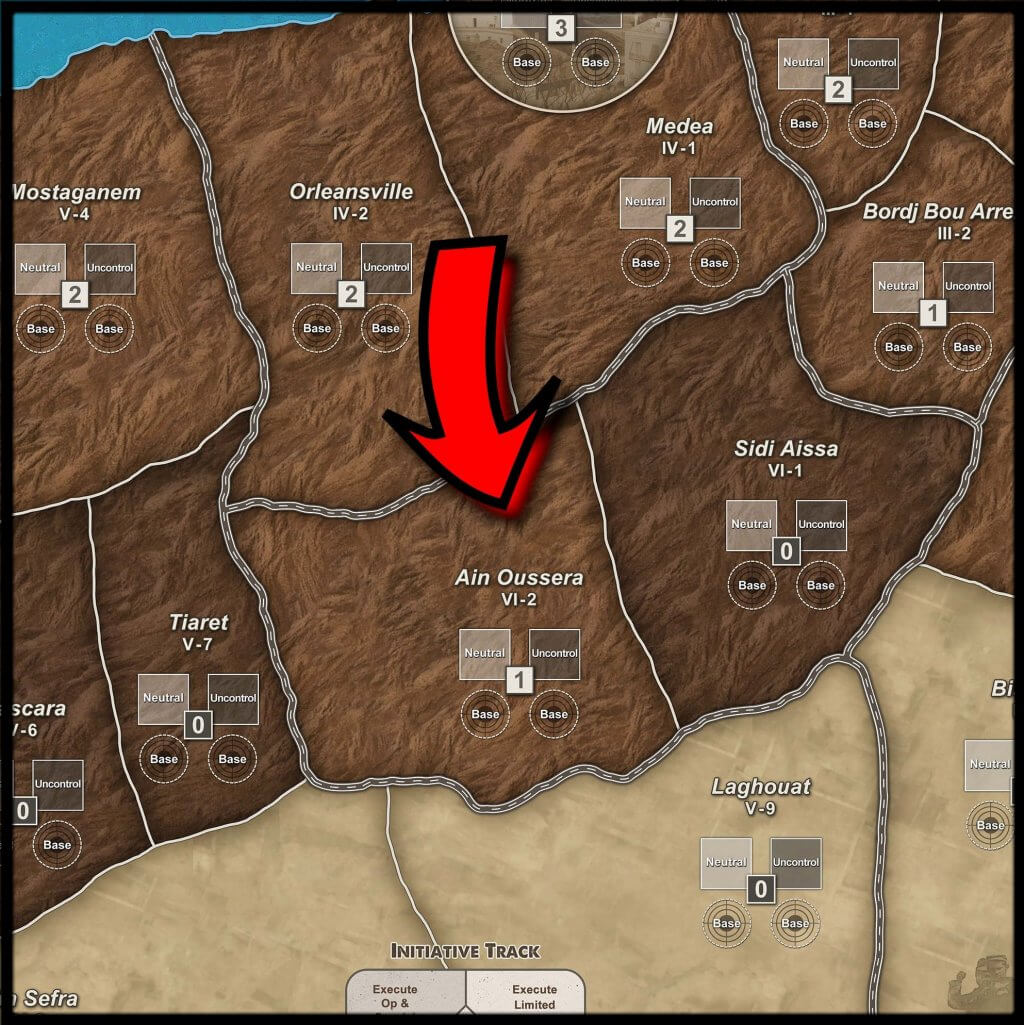 3
Base
Base
III-1
Neutral
Uncontrol
2
Base
Base
Medea
IV-1
Neutral
Uncontrol
2
Base
Base
Mostaganem
V-4
Neutral
Uncontrol
2
Base
Base
Orleansville
IV-2
Neutral
Uncontrol
2
Base
Base
Bordj Bou Arre
III-2
Neutral
Uncontrol
1
Base
Base
Sidi Aissa
VI-1
Neutral
Uncontrol
0
Base
Base
Ain Oussera
VI-2
Neutral
Uncontrol
1
Base
Base
Tiaret
V-7
Neutral
Uncontrol
0
Base
Base
scara
V-6
Uncontrol
0
Base
Bi
Neutral
Base
Laghouat
V-9
Neutral
Uncontrol
0
Base
Base
Initiative Track
Execute
Op &
Execute
Limited
n Sefra